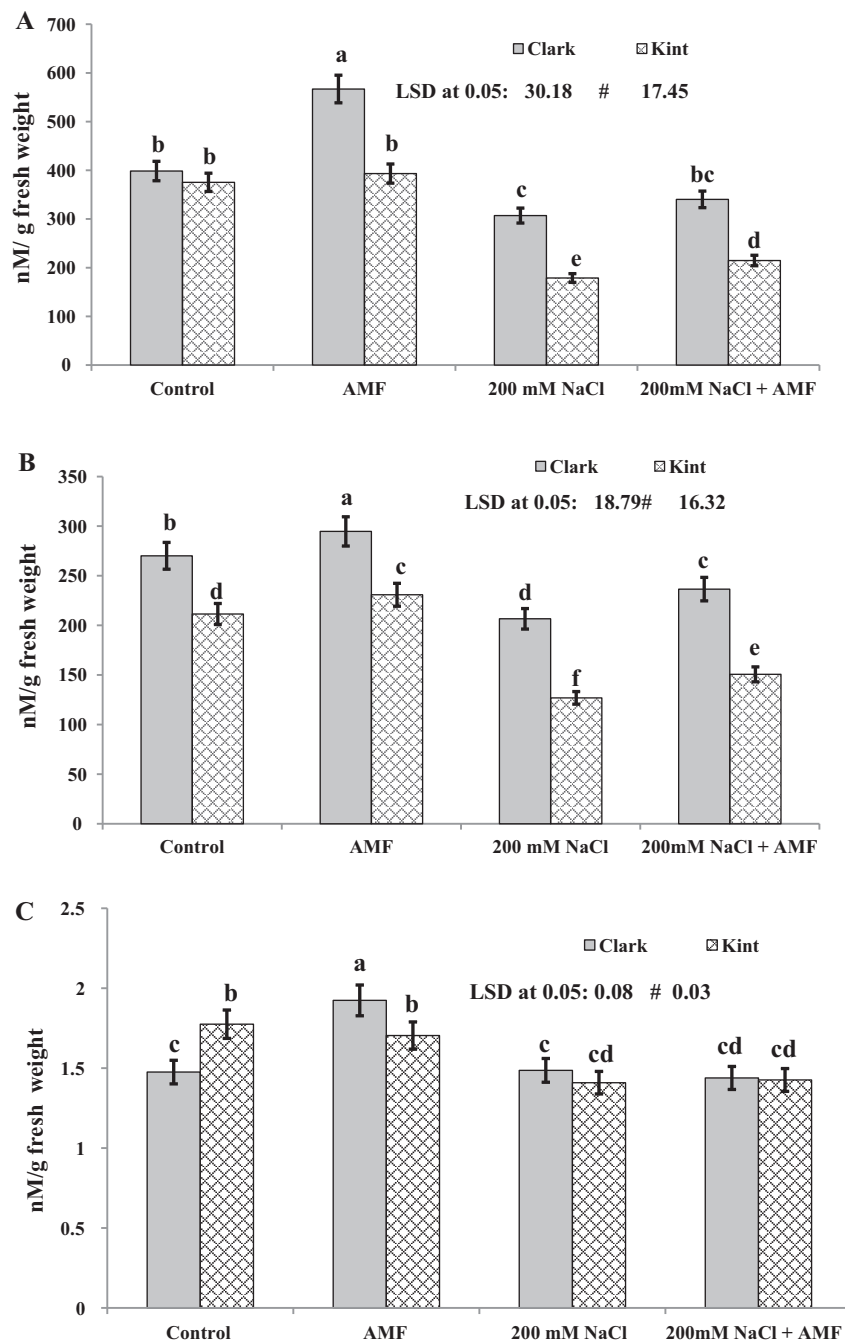 A
nM/ g fresh weight
700
600
500
400
300
200
100
0
Clark Kint
LSD at 0.05: 30.18 # 17.45
b b a b c e bc d
Control AMF 200 mM NaCl 200mM NaCl + AMF
B
nM/g fresh weight
350
300
250
200
150
100
50
0
Clark Kint
LSD at 0.05: 18.79# 16.32
b d a c d f c e
Control AMF 200 mM NaCl 200mM NaCl + AMF
C
nM/g fresh weight
2.5
2
1.5
1
0.5
0
Clark Kint
LSD at 0.05: 0.08 # 0.03
c b a b c cd cd cd
Control AMF 200 mM NaCl 200mM NaCl + AMF